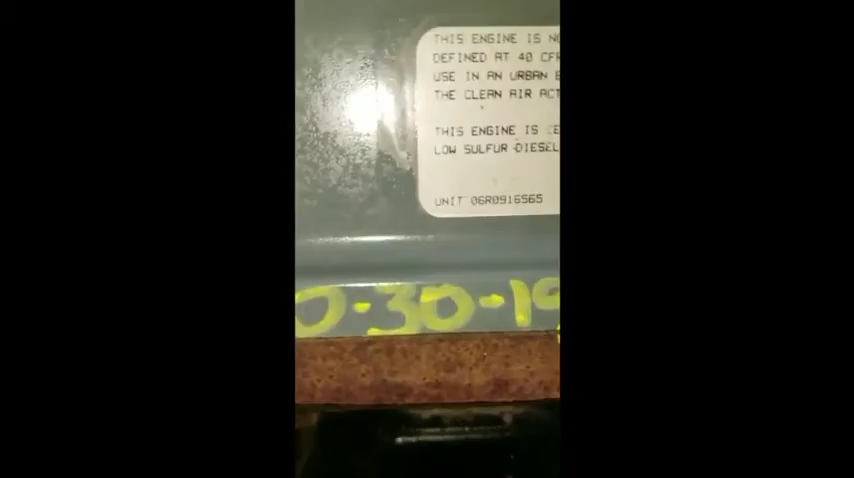 THIS ENGINE IS
DEFINED AT 40 CFR
USE IN AN URBAN
THE CLEAN AIR ACT
THIS ENGINE IS
LOW SULFUR DIESEL
UNIT 06R0916565
0-30-19